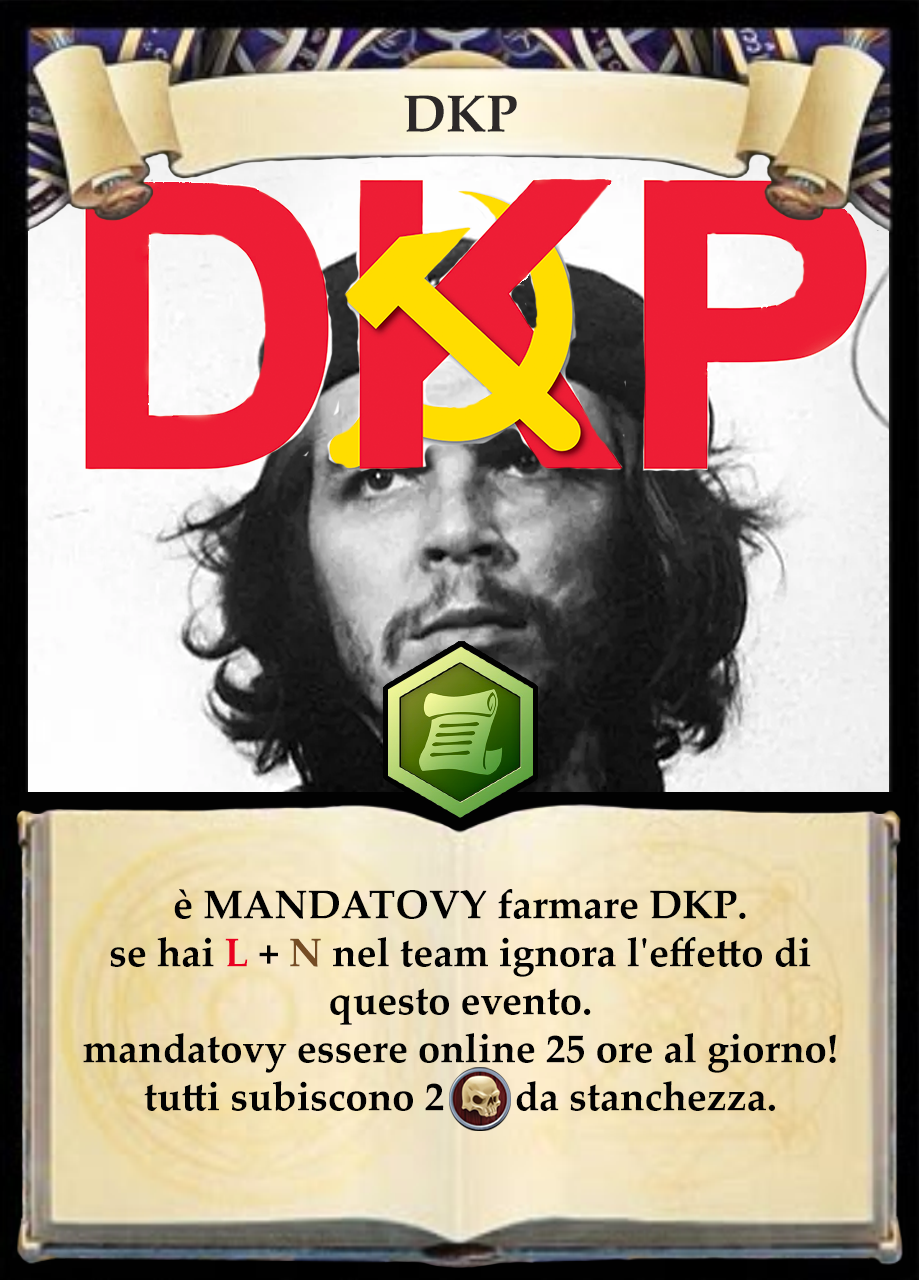 DKP
DKP
è MANDATOVY farmare DKP.
se hai L + N nel team ignora l'effetto di
questo evento.
mandatovy essere online 25 ore al giorno!
tutti subiscono 2 da stanchezza.